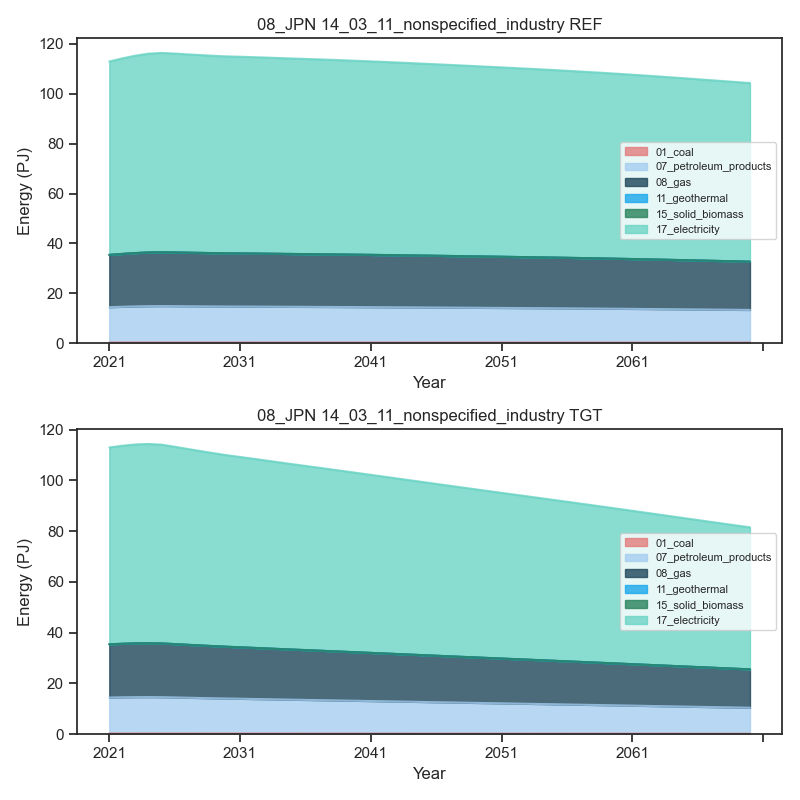 08_JPN 14_03_11_nonspecified_industry REF
120
100
80
60
40
20
0
Energy (PJ)
01_coal
07_petroleum_products
08_gas
11_geothermal
15_solid_biomass
17_electricity
2021 2031 2041 2051 2061
Year
08_JPN 14_03_11_nonspecified_industry TGT
120
100
80
60
40
20
0
Energy (PJ)
01_coal
07_petroleum_products
08_gas
11_geothermal
15_solid_biomass
17_electricity
2021 2031 2041 2051 2061
Year